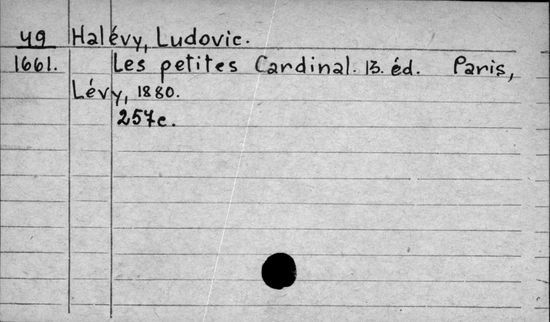 49 Halévy, Ludovic.
1661. Les petites Cardinal. 13. éd. Paris,
Lévy, 1880.
257c.